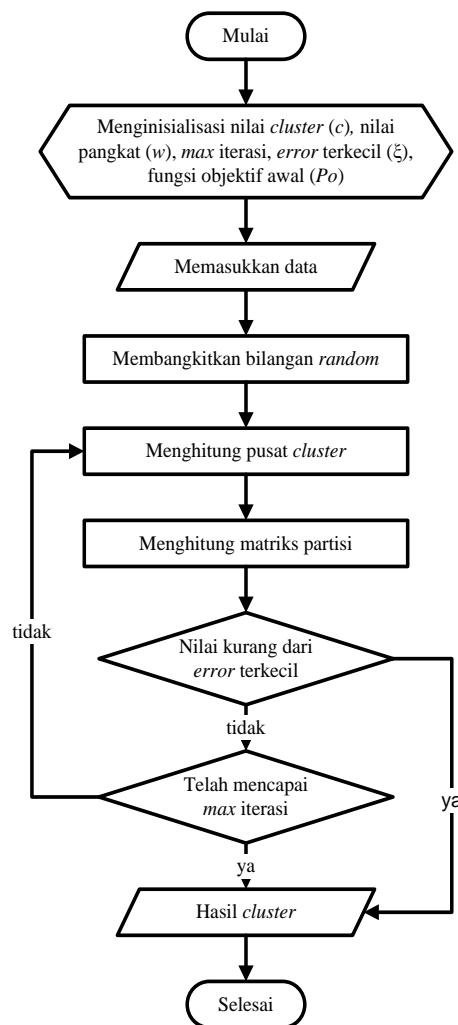 Mulai
Menginisialisasi nilai cluster (c), nilai
pangkat (w), max iterasi, error terkecil (ξ),
fungsi objektif awal (Po)
Memasukkan data
Membangkitkan bilangan random
Menghitung pusat cluster
Menghitung matriks partisi
tidak
Nilai kurang dari
error terkecil
tidak
Telah mencapai
max iterasi
ya
ya
Hasil cluster
Selesai